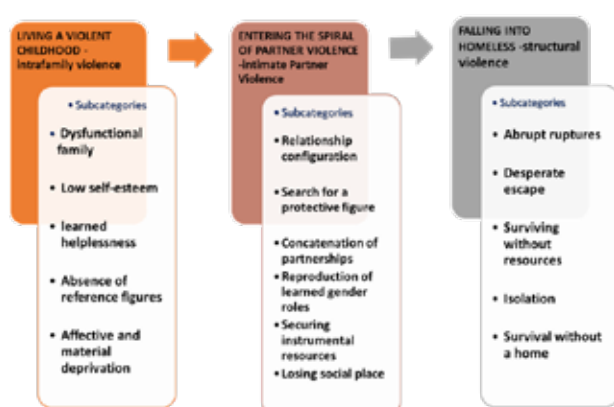 LIVING A VIOLENT
CHILDHOOD -
intrafamily violence
• Subcategories
• Dysfunctional
family
• Low self-esteem
• learned
helplessness
• Absence of
reference figures
• Affective and
material
deprivation
ENTERING THE SPIRAL
OF PARTNER VIOLENCE
-intimate Partner
Violence
• Subcategories
• Relationship
configuration
• Search for a
protective figure
• Concatenation of
partnerships
• Reproduction of
learned gender
roles
• Securing
instrumental
resources
• Losing social place
FALLING INTO
HOMELESS -structural
violence
• Subcategories
• Abrupt ruptures
• Desperate
escape
• Surviving
without
resources
• Isolation
• Survival without
a home